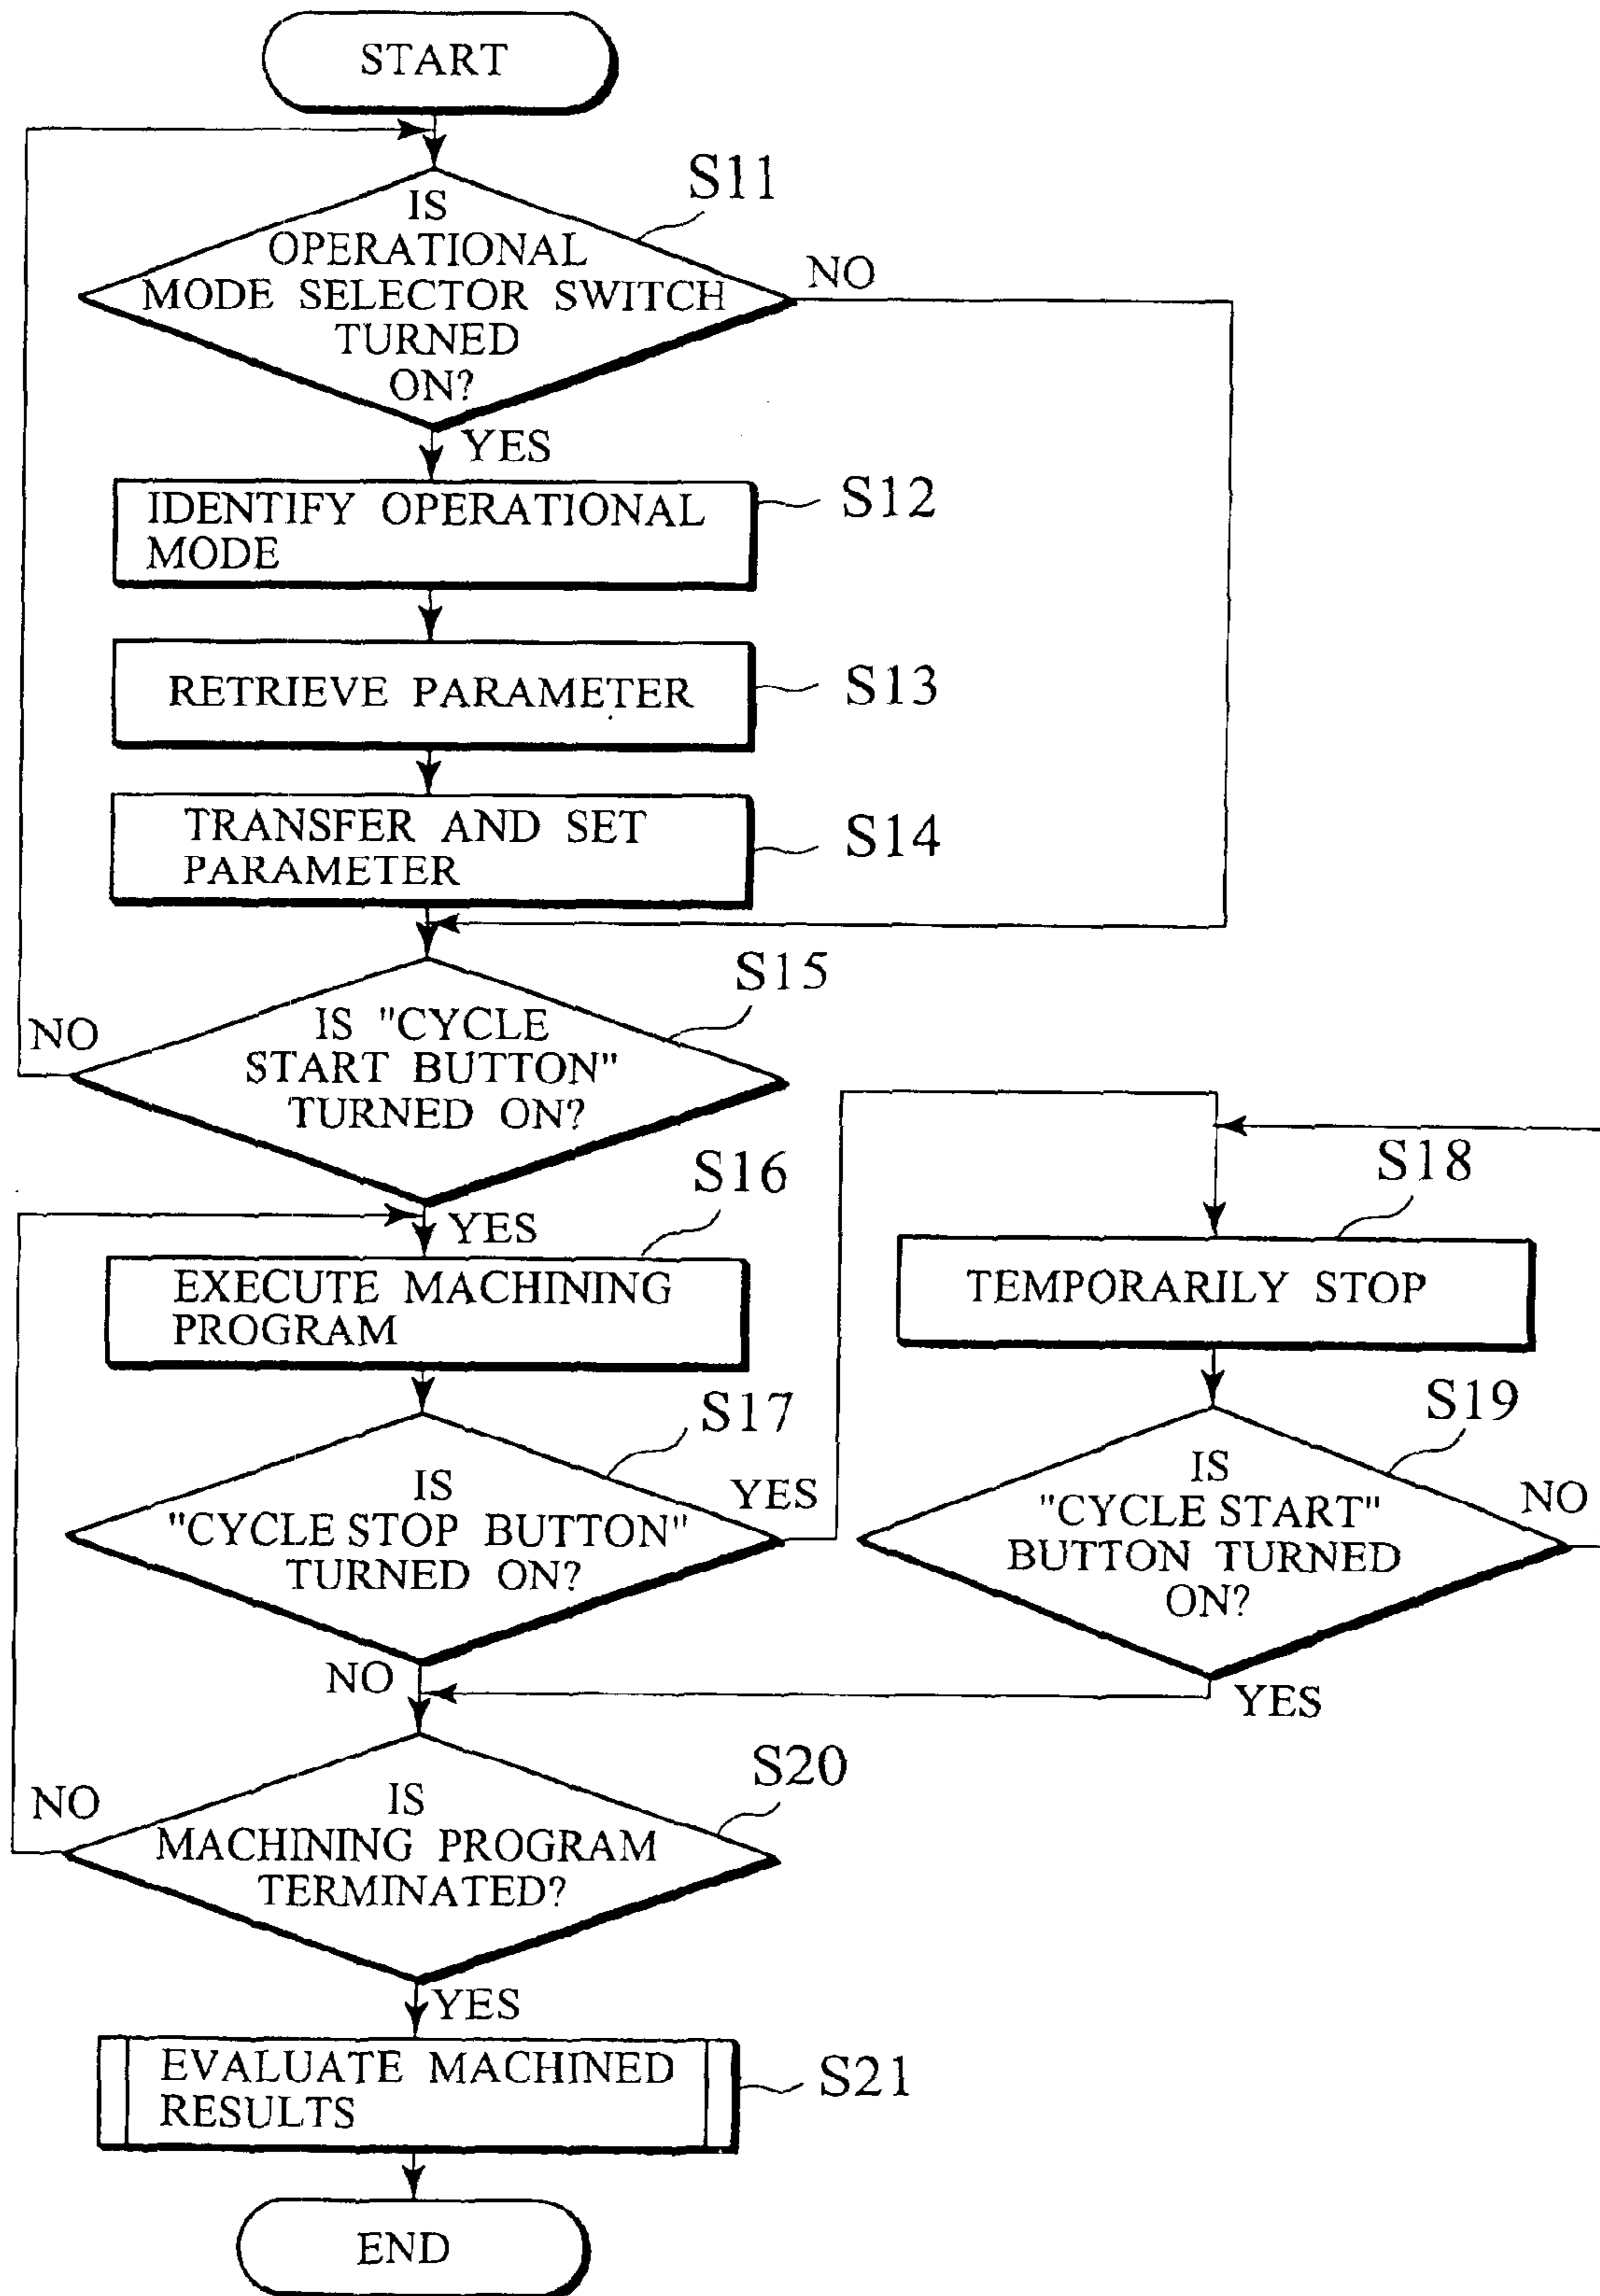 START
S11
IS
OPERATIONAL
MODE SELECTOR SWITCH
TURNED
ON?
NO
YES
IDENTIFY OPERATIONAL
MODE
S12
RETRIEVE PARAMETER
S13
TRANSFER AND SET
PARAMETER
S14
S15
IS "CYCLE
START BUTTON"
TURNED ON?
NO
YES
S16
EXECUTE MACHINING
PROGRAM
S17
IS
"CYCLE STOP BUTTON"
TURNED ON?
YES
NO
S18
TEMPORARILY STOP
S19
IS
"CYCLE START"
BUTTON TURNED
ON?
NO
YES
S20
IS
MACHINING PROGRAM
TERMINATED?
NO
YES
EVALUATE MACHINED
RESULTS
S21
END